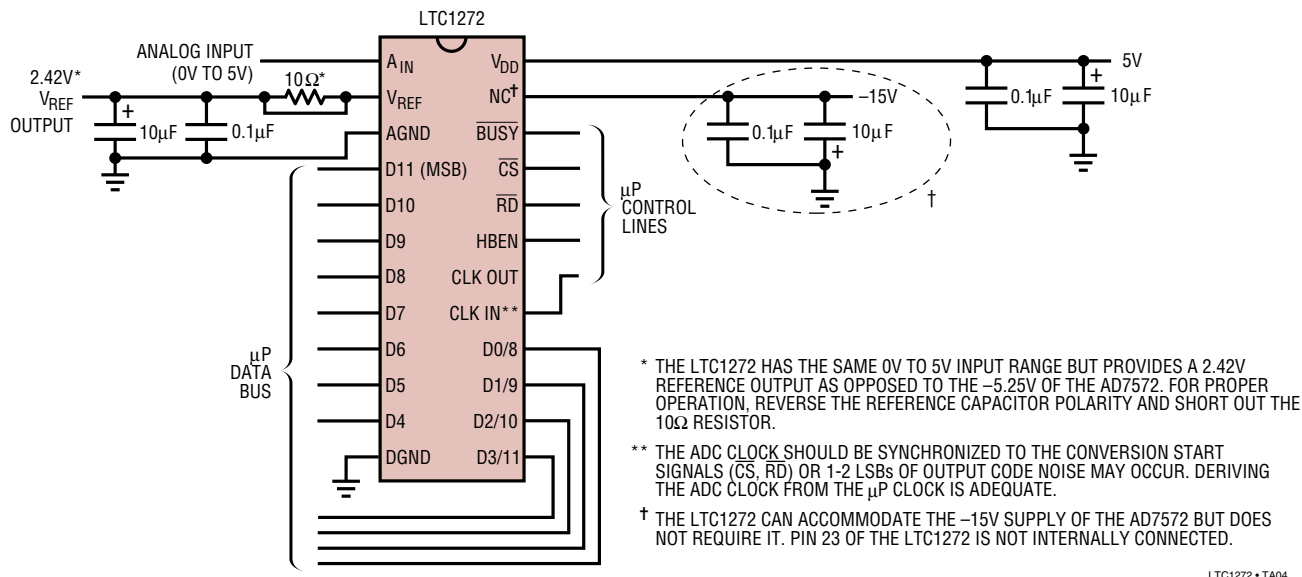 LTC1272
ANALOG INPUT
(0V TO 5V)
2.42V*
VREF
OUTPUT
10Ω*
+
10µF
0.1µF
AIN
VREF
AGND
D11 (MSB)
D10
D9
D8
D7
D6
D5
D4
DGND
VDD
NC†
BUSY
CS
RD
HBEN
CLK OUT
CLK IN**
D0/8
D1/9
D2/10
D3/11
µP
DATA
BUS
µP
CONTROL
LINES
–15V
0.1µF
10µF
+
†
5V
0.1µF
+
10µF
* THE LTC1272 HAS THE SAME 0V TO 5V INPUT RANGE BUT PROVIDES A 2.42V
REFERENCE OUTPUT AS OPPOSED TO THE –5.25V OF THE AD7572. FOR PROPER
OPERATION, REVERSE THE REFERENCE CAPACITOR POLARITY AND SHORT OUT THE
10Ω RESISTOR.
** THE ADC CLOCK SHOULD BE SYNCHRONIZED TO THE CONVERSION START
SIGNALS (CS, RD) OR 1-2 LSBs OF OUTPUT CODE NOISE MAY OCCUR. DERIVING
THE ADC CLOCK FROM THE µP CLOCK IS ADEQUATE.
† THE LTC1272 CAN ACCOMMODATE THE –15V SUPPLY OF THE AD7572 BUT DOES
NOT REQUIRE IT. PIN 23 OF THE LTC1272 IS NOT INTERNALLY CONNECTED.
LTC1272 • TA04